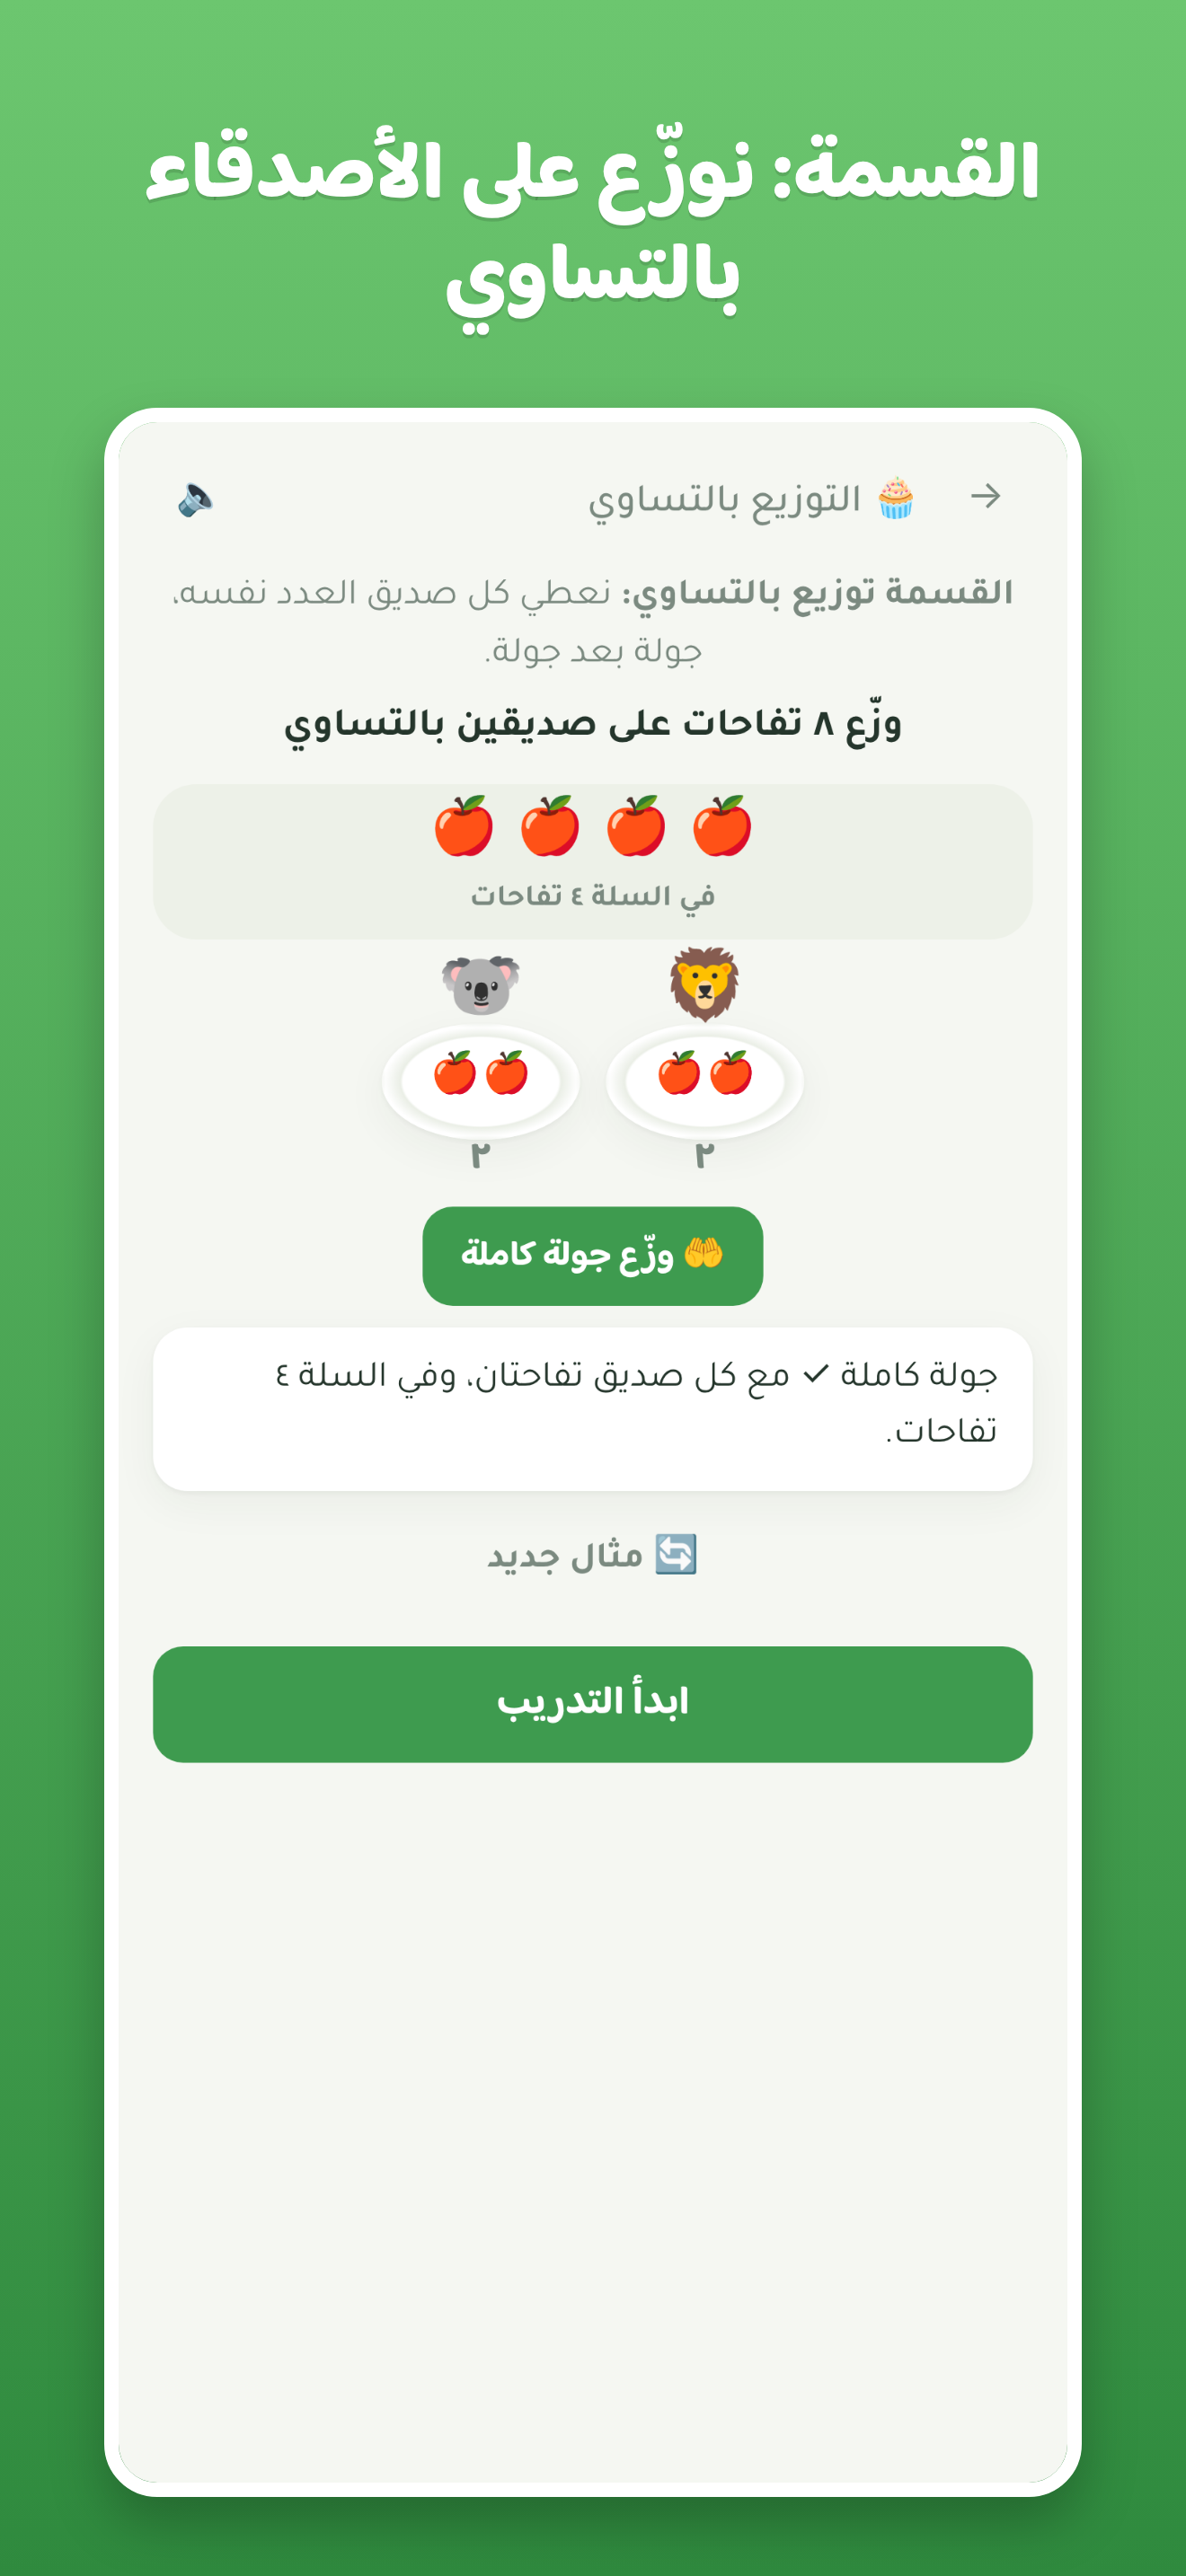 القسمة: نوزّع على الأصدقاء
بالتساوي
→ 🧁 التوزيع بالتساوي 🔈
القسمة توزيع بالتساوي: نعطي كل صديق العدد نفسه،
جولة بعد جولة.
وزّع ٨ تفاحات على صديقين بالتساوي
في السلة ٤ تفاحات
٢ ٢
🤲 وزّع جولة كاملة
جولة كاملة ✓ مع كل صديق تفاحتان، وفي السلة ٤
تفاحات.
🔄 مثال جديد
ابدأ التدريب